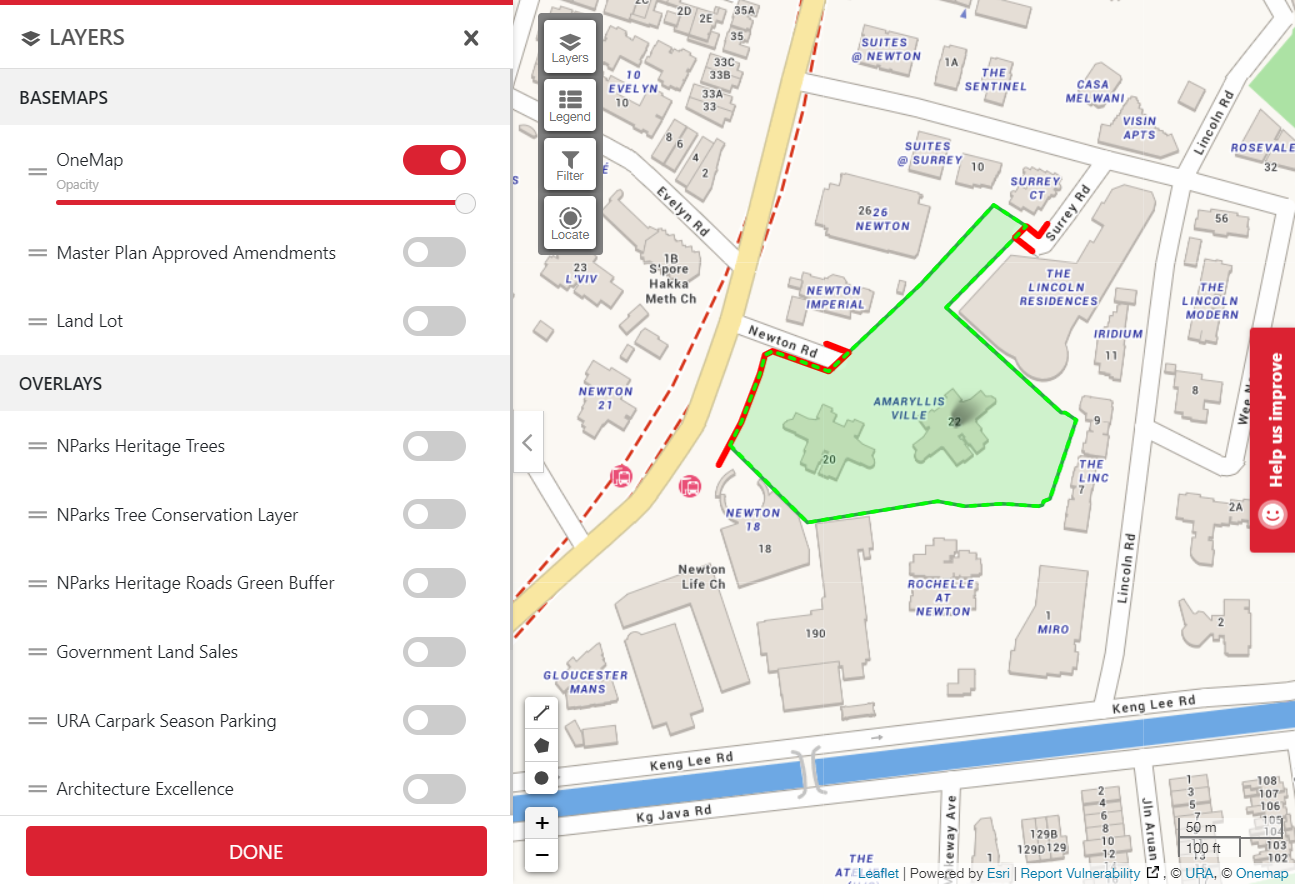 LAYERS
BASEMAPS
OneMap
Opacity
Master Plan Approved Amendments
Land Lot
OVERLAYS
NParks Heritage Trees
NParks Tree Conservation Layer
NParks Heritage Roads Green Buffer
Government Land Sales
URA Carpark Season Parking
Architecture Excellence
DONE
Layers
Legend
Filter
Locate
2D
2E
35A
35
33C
33B
33A
33
10
EVELYN
10
8
6
4
2
SUITES
@ NEWTON
1A
THE
SENTINEL
CASA
MELWANI
VISIN
APTS
Lincoln Rd
ROSEVALE
32
SUITES
@ SURREY
10
SURREY
CT
Surrey Rd
Evelyn Rd
2626
NEWTON
56
1B
S'pore
Hakka
Meth Ch
23
L'VIV
NEWTON
IMPERIAL
THE
LINCOLN
RESIDENCES
THE
LINCOLN
MODERN
IRIDIUM
11
Newton Rd
NEWTON
21
AMARYLLIS
VILLE
22
20
8
9
THE
LINC
7
Help us improve
NEWTON
18
18
2A
Newton
Life Ch
ROCHELLE
AT
NEWTON
Lincoln Rd
1
MIRO
2
190
GLOUCESTER
MANS
Keng Lee Rd
Keng Lee Rd
Kg Java Rd
+
−
129B
129D129
1
2
4
6
8
10
12
Jln Aruan
1
3
5
108
107
106
105
104
103
102
50 m
100 ft
THE
Leaflet | Powered by Esri | Report Vulnerability , © URA, © Onemap